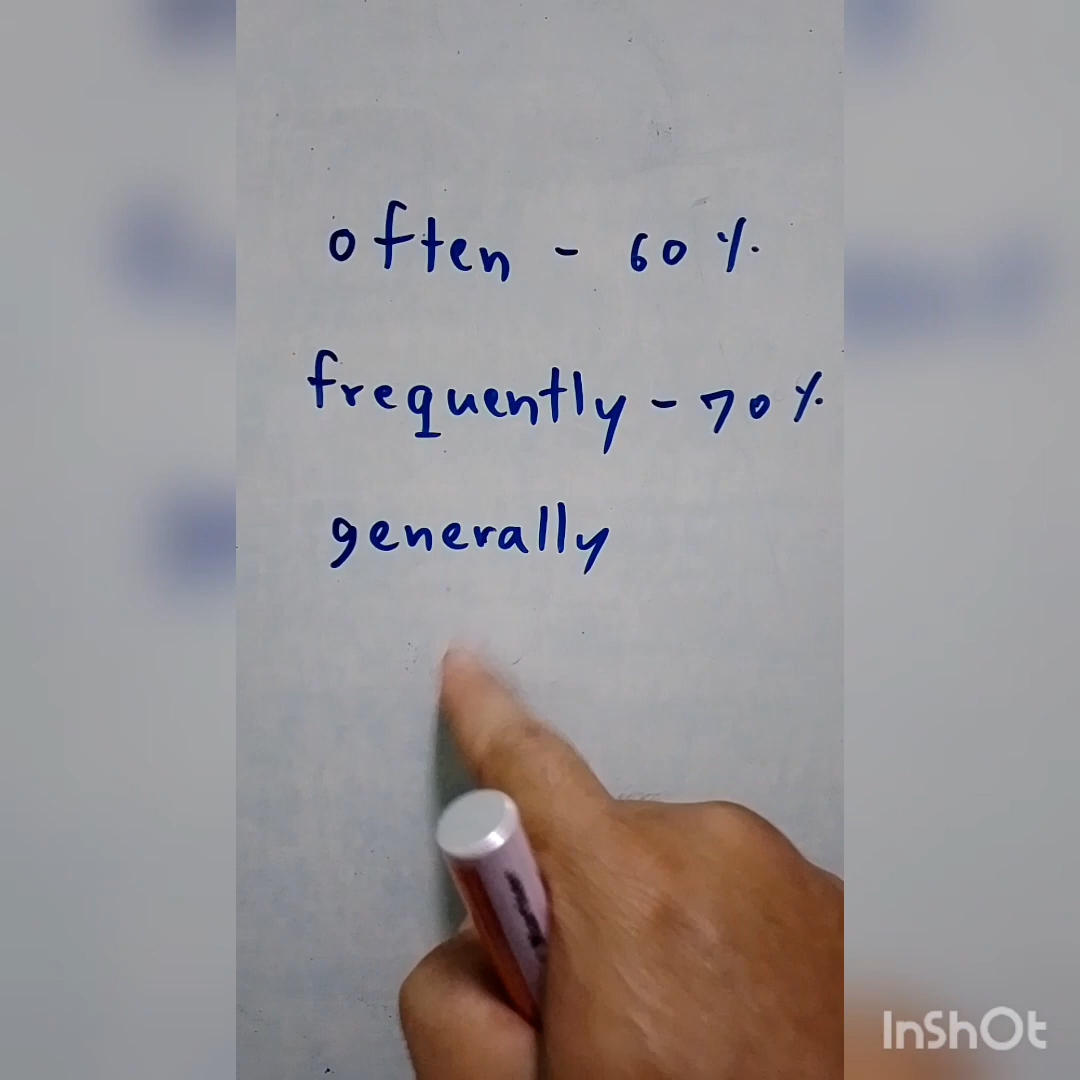 often - 60%
frequently - 70%
generally
InShOt